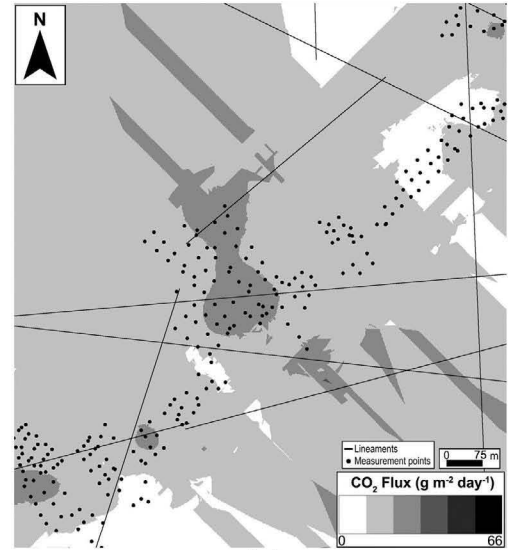 N
Lineaments
Measurement points
0 75 m
CO₂ Flux (g m⁻² day⁻¹)
0 66